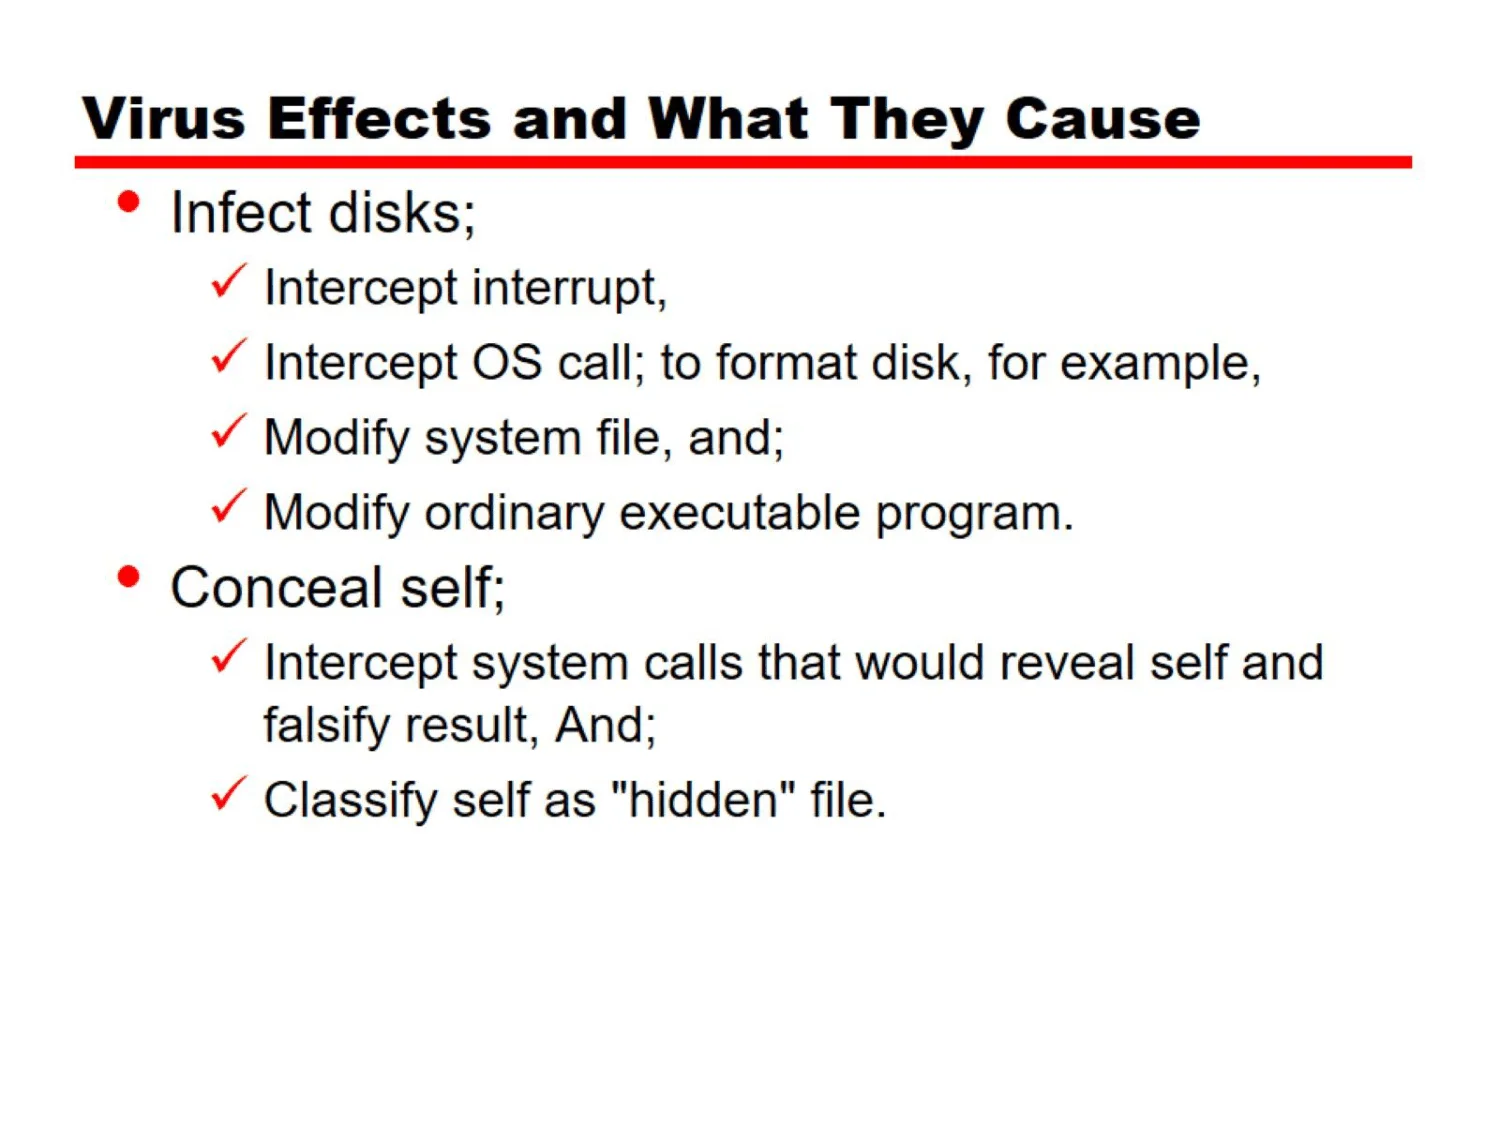 Virus Effects and What They Cause
• Infect disks;
✓ Intercept interrupt,
✓ Intercept OS call; to format disk, for example,
✓ Modify system file, and;
✓ Modify ordinary executable program.
• Conceal self;
✓ Intercept system calls that would reveal self and
falsify result, And;
✓ Classify self as "hidden" file.